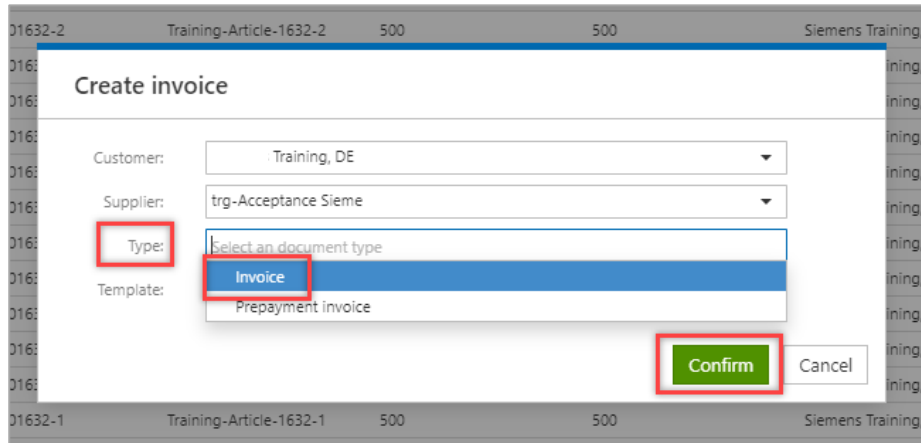 01632-2 Training-Article-1632-2 500 500 Siemens Training,
Create invoice
Customer: Training, DE
Supplier: trg-Acceptance Sieme
Type: Select an document type
Invoice
Template:
Prepayment invoice
Confirm Cancel
01632-1 Training-Article-1632-1 500 500 Siemens Training,